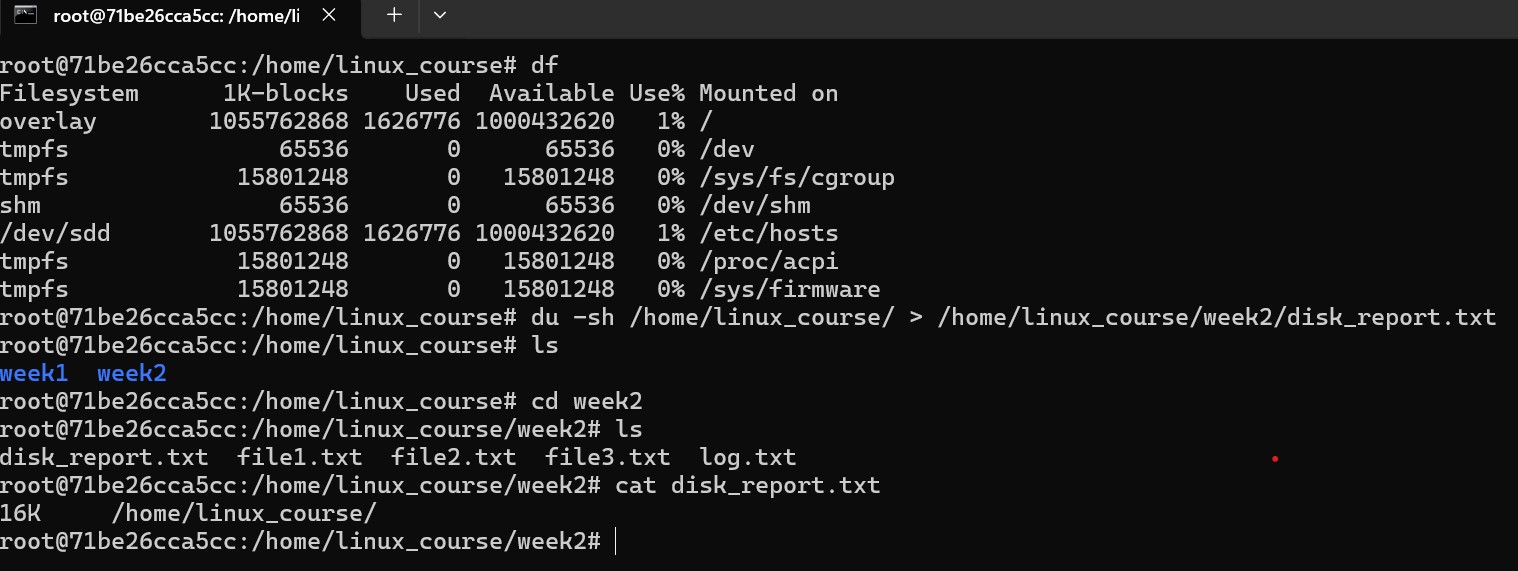 root@71be26cca5cc: /home/li
root@71be26cca5cc:/home/linux_course# df
Filesystem      1K-blocks    Used  Available Use% Mounted on
overlay        1055762868 1626776 1000432620   1% /
tmpfs               65536       0      65536   0% /dev
tmpfs            15801248       0   15801248   0% /sys/fs/cgroup
shm                 65536       0      65536   0% /dev/shm
/dev/sdd       1055762868 1626776 1000432620   1% /etc/hosts
tmpfs            15801248       0   15801248   0% /proc/acpi
tmpfs            15801248       0   15801248   0% /sys/firmware
root@71be26cca5cc:/home/linux_course# du -sh /home/linux_course/ > /home/linux_course/week2/disk_report.txt
root@71be26cca5cc:/home/linux_course# ls
week1  week2
root@71be26cca5cc:/home/linux_course# cd week2
root@71be26cca5cc:/home/linux_course/week2# ls
disk_report.txt  file1.txt  file2.txt  file3.txt  log.txt
root@71be26cca5cc:/home/linux_course/week2# cat disk_report.txt
16K     /home/linux_course/
root@71be26cca5cc:/home/linux_course/week2#